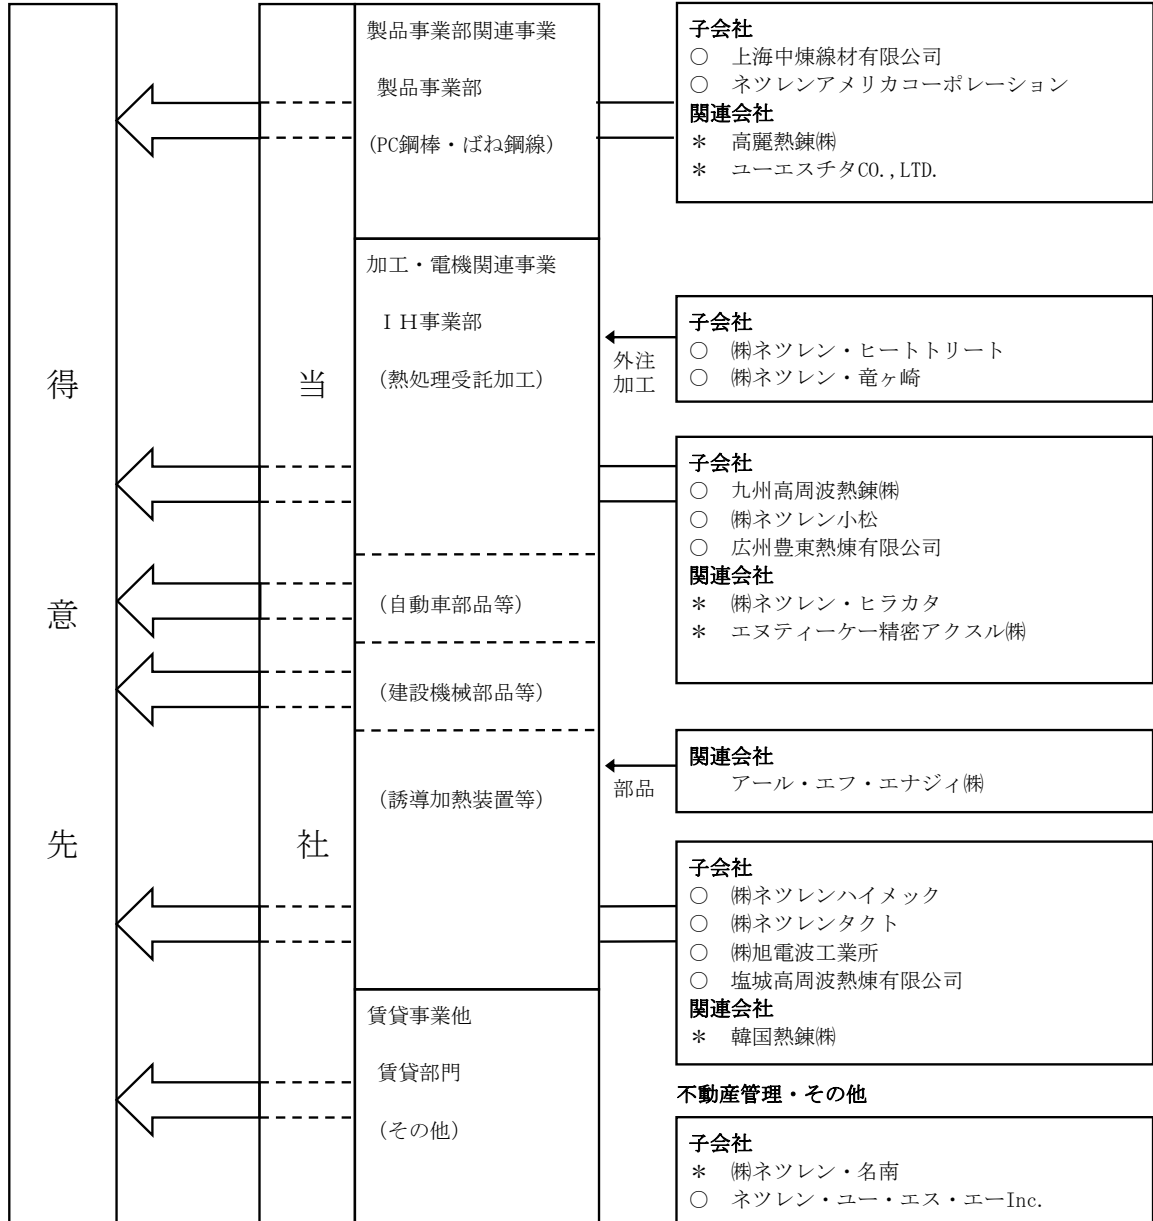 得
意
先
当
社
製品事業部関連事業
製品事業部
(PC鋼棒・ばね鋼線)
子会社
○ 上海中煉線材有限公司
○ ネツレンアメリカコーポレーション
関連会社
＊ 高麗熱錬㈱
＊ ユーエスチタCO.,LTD.
加工・電機関連事業
ＩＨ事業部
(熱処理受託加工)
外注
加工
子会社
○ ㈱ネツレン・ヒートトリート
○ ㈱ネツレン・竜ヶ崎
子会社
○ 九州高周波熱錬㈱
○ ㈱ネツレン小松
○ 広州豊東熱煉有限公司
関連会社
＊ ㈱ネツレン・ヒラカタ
＊ エヌティーケー精密アクスル㈱
(自動車部品等)
(建設機械部品等)
(誘導加熱装置等)
部品
関連会社
アール・エフ・エナジィ㈱
子会社
○ ㈱ネツレンハイメック
○ ㈱ネツレンタクト
○ ㈱旭電波工業所
○ 塩城高周波熱煉有限公司
関連会社
＊ 韓国熱錬㈱
賃貸事業他
賃貸部門
(その他)
不動産管理・その他
子会社
＊ ㈱ネツレン・名南
○ ネツレン・ユー・エス・エーInc.